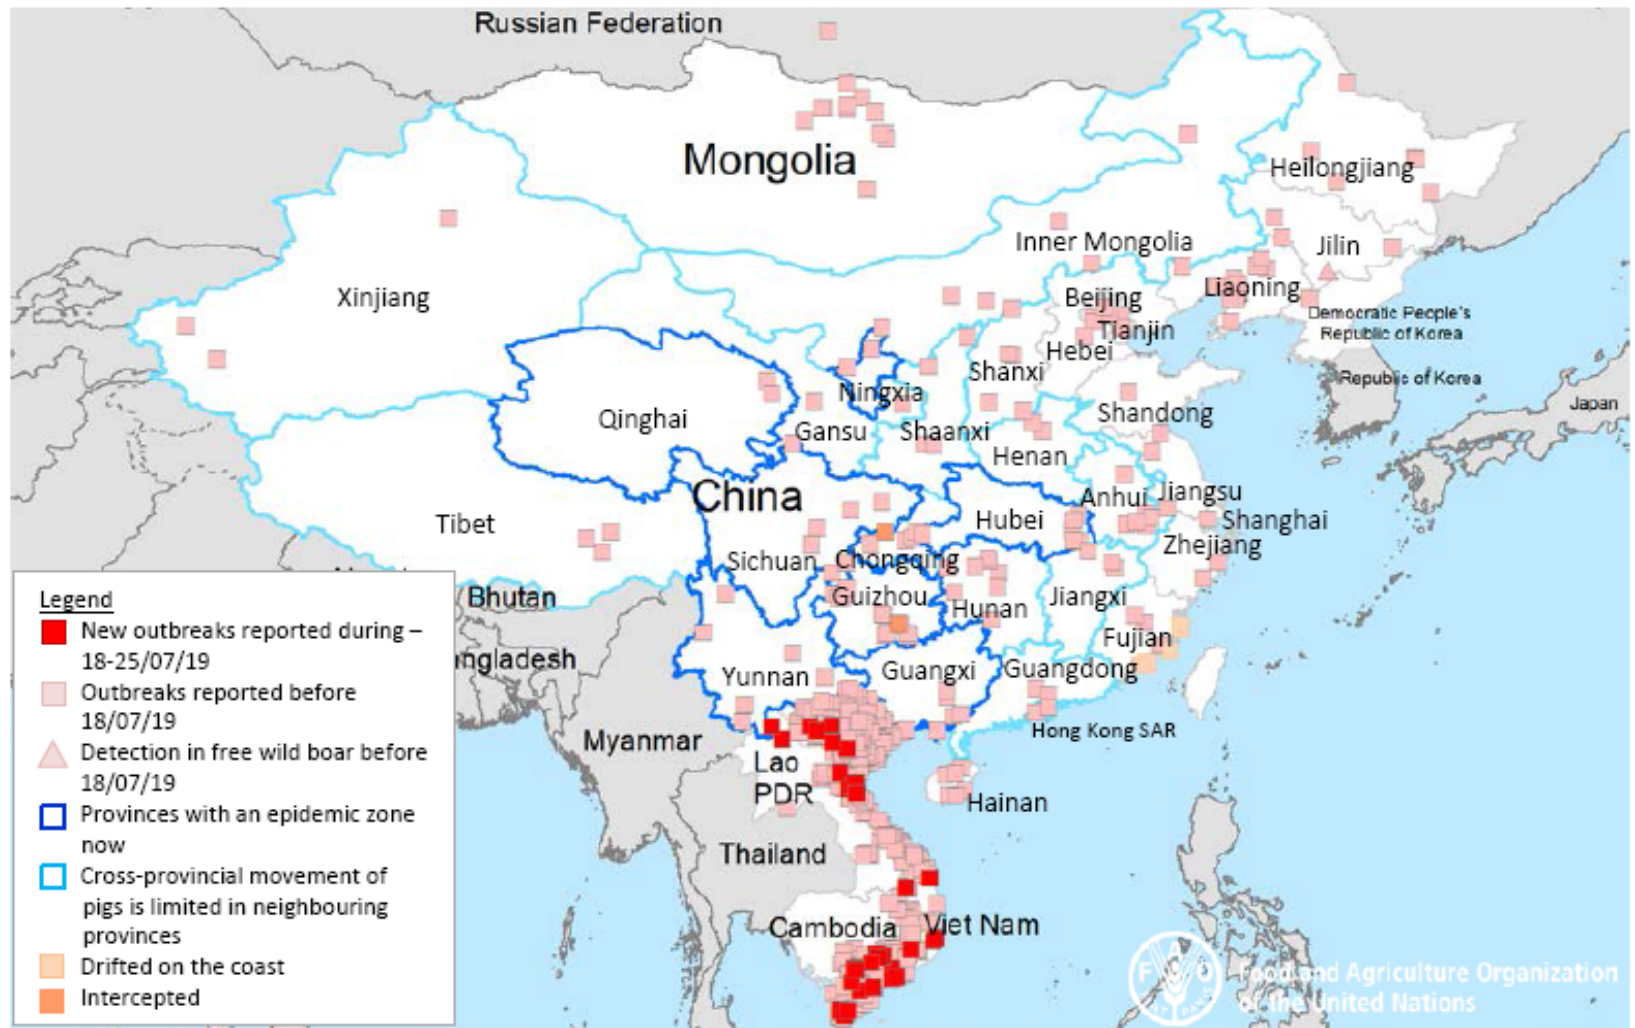 Russian Federation
Mongolia
Heilongjiang
Inner Mongolia
Jilin
Xinjiang
Beijing
Liaoning
Tianjin
Democratic People's
Republic of Korea
Hebei
Shanxi
Republic of Korea
Ningxia
Japan
Qinghai
Shandong
Gansu
Shaanxi
Henan
China
Anhui
Jiangsu
Tibet
Hubei
Shanghai
Zhejiang
Sichuan
Chongqing
Bhutan
Guizhou
Hunan
Jiangxi
Fujian
ngladesh
Yunnan
Guangxi
Guangdong
Myanmar
Hong Kong SAR
Lao
PDR
Hainan
Thailand
Cambodia
Viet Nam
Legend
New outbreaks reported during –
18-25/07/19
Outbreaks reported before
18/07/19
Detection in free wild boar before
18/07/19
Provinces with an epidemic zone
now
Cross-provincial movement of
pigs is limited in neighbouring
provinces
Drifted on the coast
Intercepted
F A O
FIAT PANIS
Food and Agriculture Organization
of the United Nations